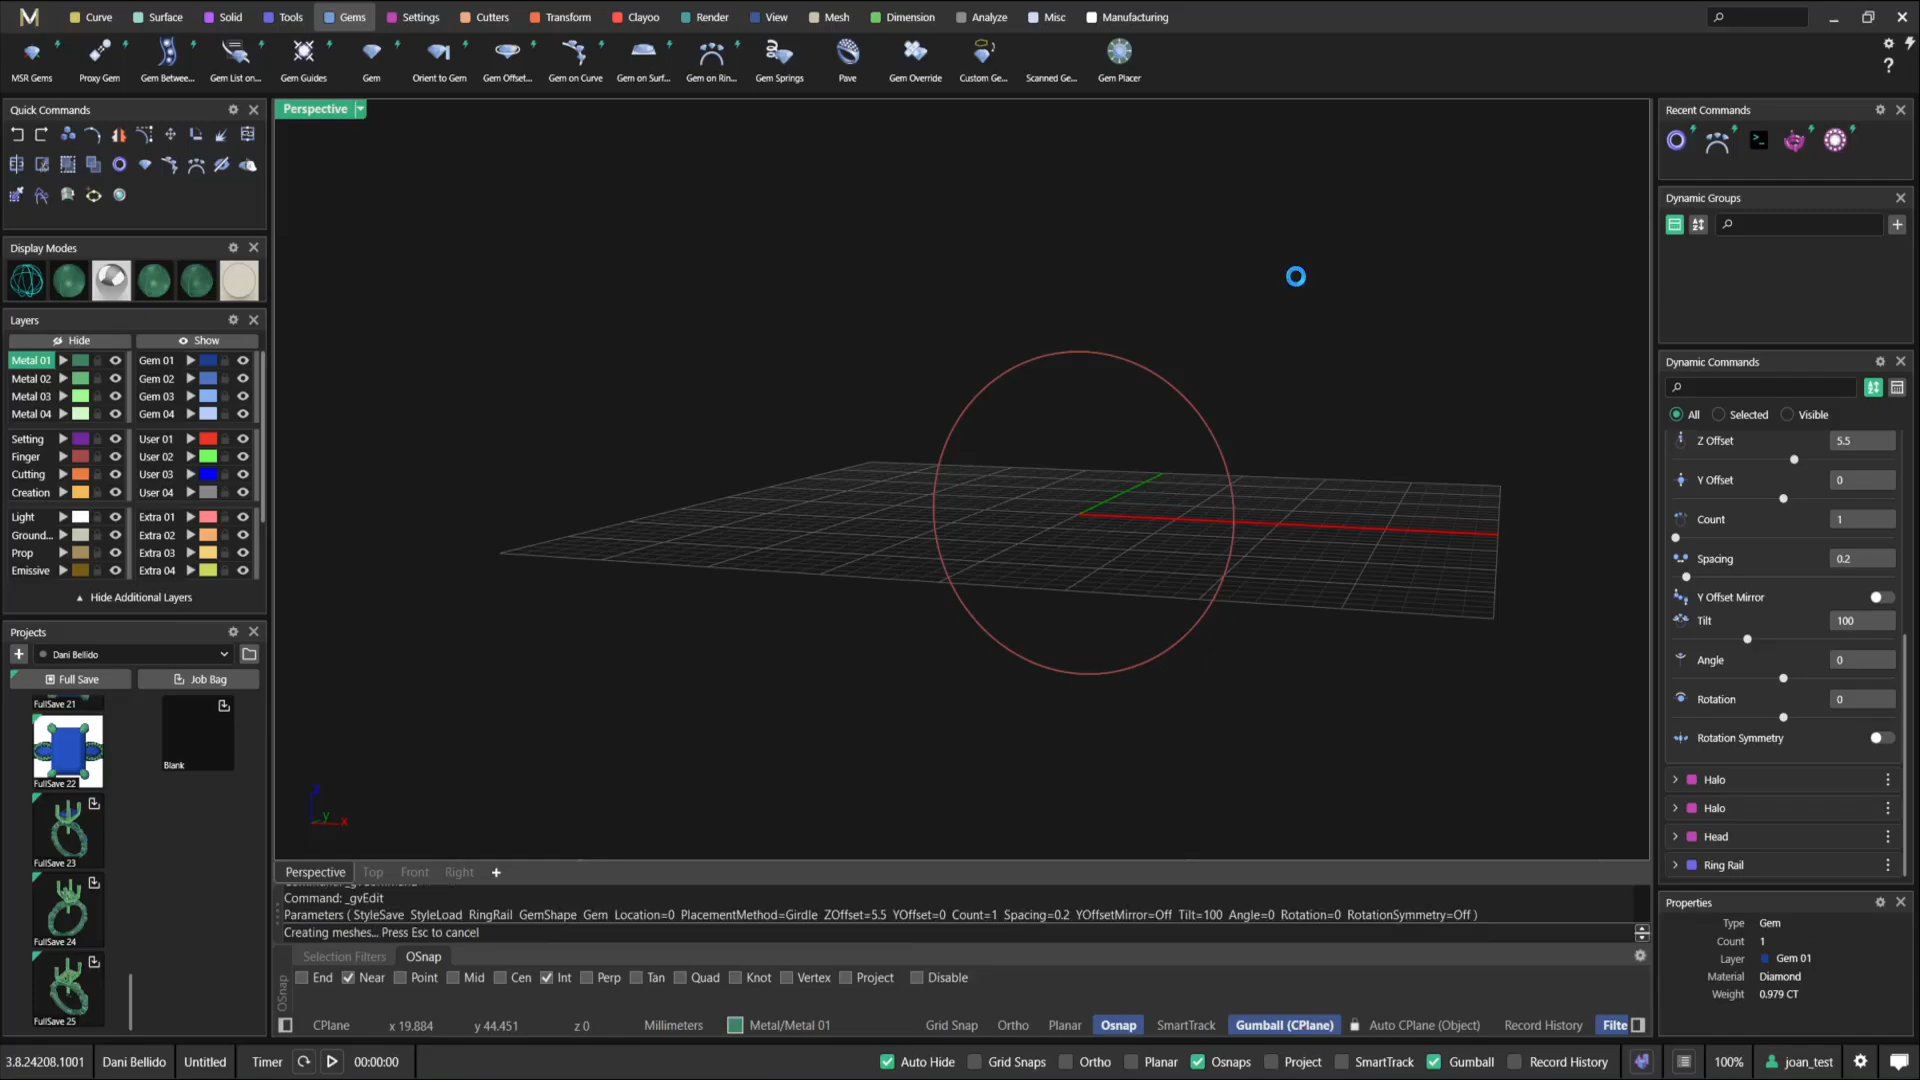 Curve Surface Solid Tools Gems Settings Cutters Transform Clayoo Render View Mesh Dimension Analyze Misc Manufacturing
MSR Gems Proxy Gem Gem Betwee... Gem List on... Gem Guides Gem Orient to Gem Gem Offset... Gem on Curve Gem on Surf... Gem on Rin... Gem Springs Pave Gem Override Custom Ge... Scanned Ge... Gem Placer
Quick Commands
Display Modes
Layers
Hide Show
Metal 01 Gem 01
Metal 02 Gem 02
Metal 03 Gem 03
Metal 04 Gem 04
Setting User 01
Finger User 02
Cutting User 03
Creation User 04
Light Extra 01
Ground... Extra 02
Prop Extra 03
Emissive Extra 04
Hide Additional Layers
Projects
Dani Bellido
Full Save Job Bag
FullSave 21
Blank
FullSave 22
FullSave 23
FullSave 24
FullSave 25
Perspective
z
y
x
Perspective Top Front Right
Command: _gvEdit
Parameters ( StyleSave StyleLoad RingRail GemShape Gem Location=0 PlacementMethod=Girdle ZOffset=5.5 YOffset=0 Count=1 Spacing=0.2 YOffsetMirror=Off Tilt=100 Angle=0 Rotation=0 RotationSymmetry=Off )
Creating meshes... Press Esc to cancel
Selection Filters OSnap
OSnap
End Near Point Mid Cen Int Perp Tan Quad Knot Vertex Project Disable
CPlane x 19.884 y 44.451 z 0 Millimeters Metal/Metal 01 Grid Snap Ortho Planar Osnap SmartTrack Gumball (CPlane) Auto CPlane (Object) Record History Filte
Recent Commands
Dynamic Groups
Dynamic Commands
All Selected Visible
Z Offset 5.5
Y Offset 0
Count 1
Spacing 0.2
Y Offset Mirror
Tilt 100
Angle 0
Rotation 0
Rotation Symmetry
Halo
Halo
Head
Ring Rail
Properties
Type Gem
Count 1
Layer Gem 01
Material Diamond
Weight 0.979 CT
3.8.24208.1001 Dani Bellido Untitled Timer 00:00:00 Auto Hide Grid Snaps Ortho Planar Osnaps Project SmartTrack Gumball Record History 100% joan_test